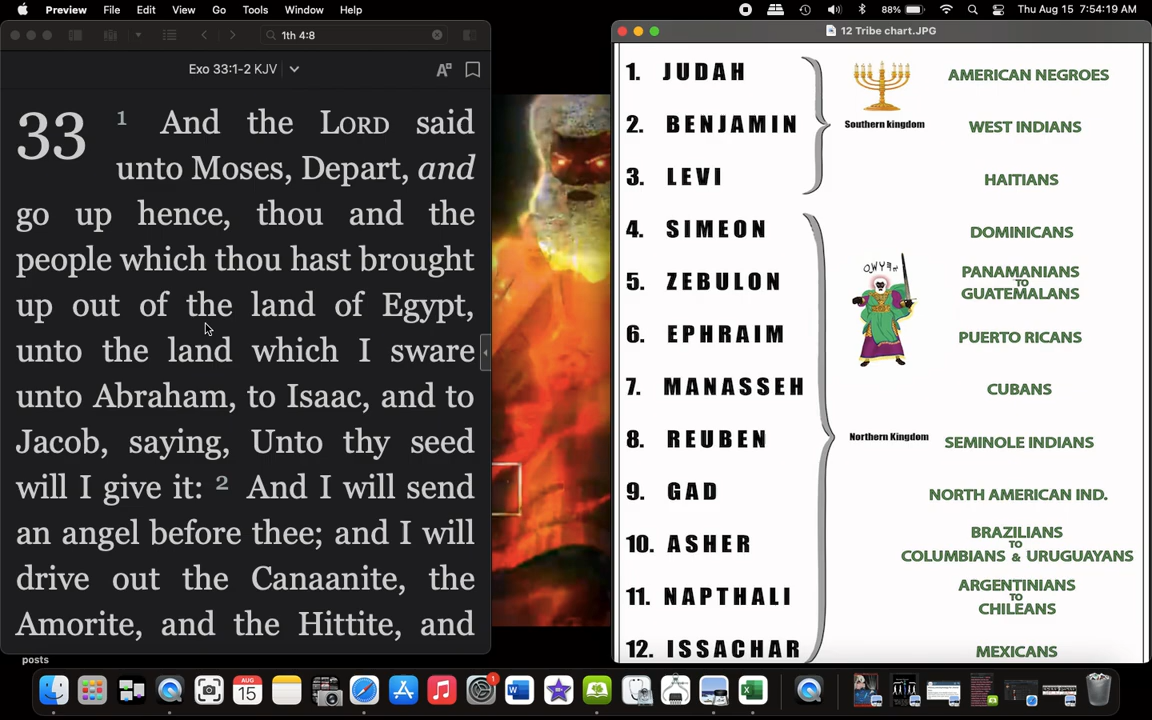 Preview File Edit View Go Tools Window Help
88% Thu Aug 15 7:54:19 AM
1th 4:8
Exo 33:1-2 KJV
33 1 And the LORD said
unto Moses, Depart, and
go up hence, thou and the
people which thou hast brought
up out of the land of Egypt,
unto the land which I sware
unto Abraham, to Isaac, and to
Jacob, saying, Unto thy seed
will I give it: 2 And I will send
an angel before thee; and I will
drive out the Canaanite, the
Amorite, and the Hittite, and
posts
12 Tribe chart.JPG
1. JUDAH
AMERICAN NEGROES
2. BENJAMIN
Southern kingdom
WEST INDIANS
3. LEVI
HAITIANS
4. SIMEON
DOMINICANS
5. ZEBULON
PANAMANIANS
TO
GUATEMALANS
6. EPHRAIM
PUERTO RICANS
7. MANASSEH
CUBANS
8. REUBEN
Northern Kingdom
SEMINOLE INDIANS
9. GAD
NORTH AMERICAN IND.
10. ASHER
BRAZILIANS
TO
COLUMBIANS & URUGUAYANS
11. NAPTHALI
ARGENTINIANS
TO
CHILEANS
12. ISSACHAR
MEXICANS
AUG
15
1